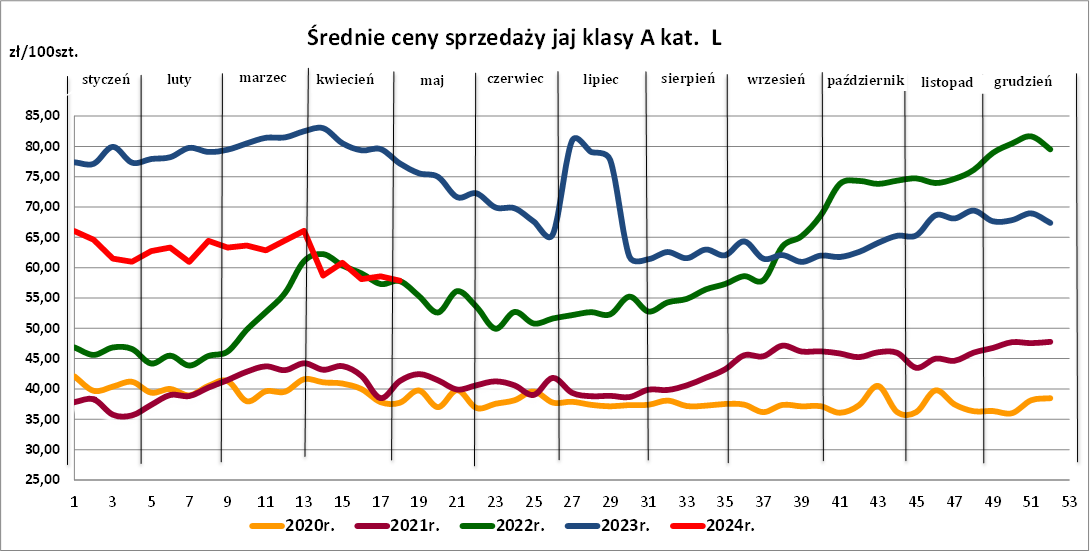 Średnie ceny sprzedaży jaj klasy A kat. L
zł/100szt.
styczeń luty marzec kwiecień maj czerwiec lipiec sierpień wrzesień październik listopad grudzień
85,00
80,00
75,00
70,00
65,00
60,00
55,00
50,00
45,00
40,00
35,00
30,00
25,00
1 3 5 7 9 11 13 15 17 19 21 23 25 27 29 31 33 35 37 39 41 43 45 47 49 51 53
2020r. 2021r. 2022r. 2023r. 2024r.